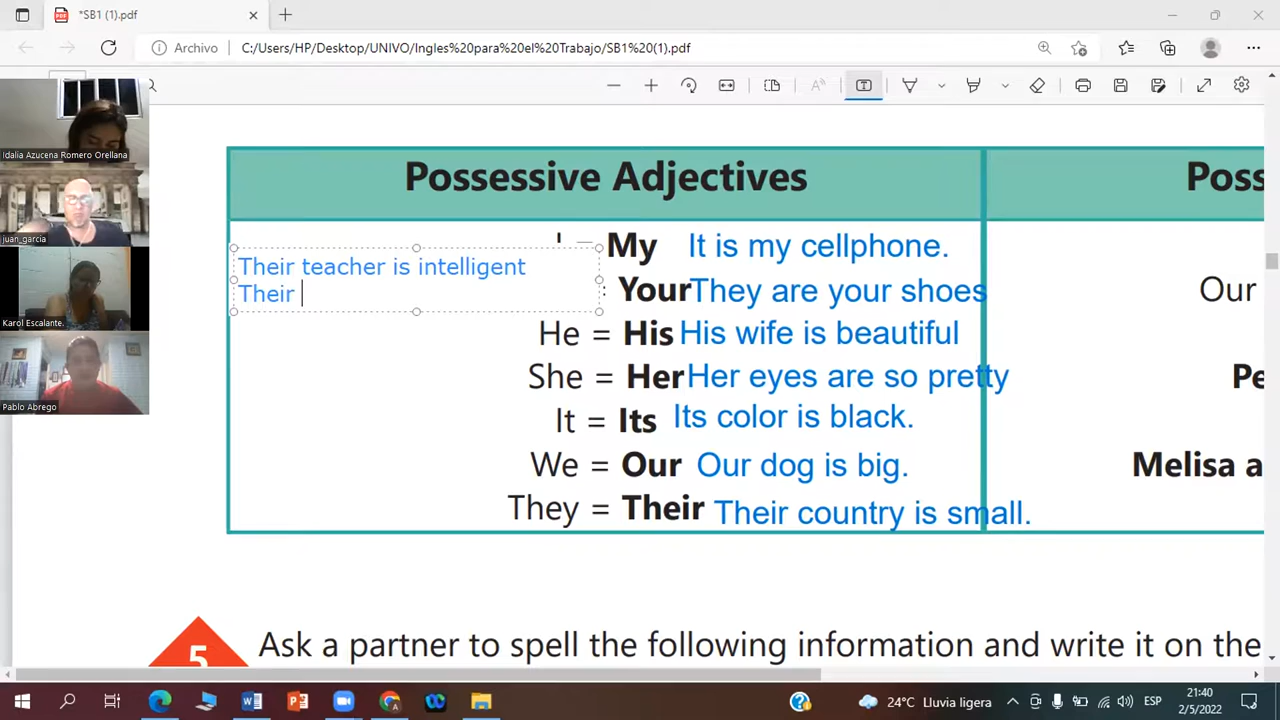 *SB1 (1).pdf
Archivo
C:/Users/HP/Desktop/UNIVO/Ingles%20para%20el%20Trabajo/SB1%20(1).pdf
Idalia Azucena Romero Orellana
juan_garcia
Karol Escalante.
Pablo Abrego
Possessive Adjectives
Poss
My It is my cellphone.
Their teacher is intelligent
Their
Your They are your shoes
Our
He = His His wife is beautiful
She = Her Her eyes are so pretty
Pe
It = Its Its color is black.
We = Our Our dog is big.
Melisa a
They = Their Their country is small.
5 Ask a partner to spell the following information and write it on the
24°C Lluvia ligera
ESP
21:40
2/5/2022